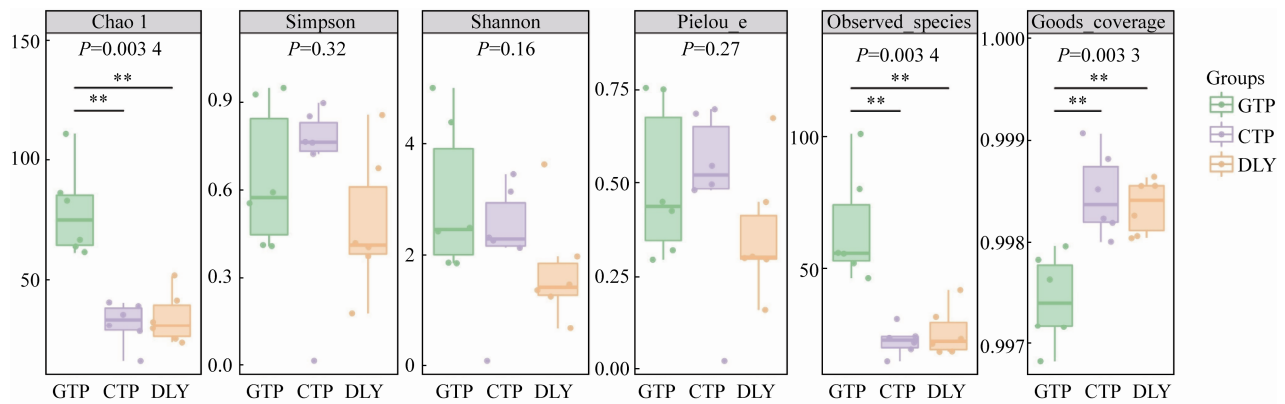 Chao 1 Simpson Shannon Pielou_e Observed_species Goods_coverage
P=0.003 4 P=0.32 P=0.16 P=0.27 P=0.003 4 P=0.003 3
** ** **
** ** **
150
100
50
0.9
0.6
0.3
0.0
4
2
0
0.75
0.50
0.25
0.00
100
50
1.000
0.999
0.998
0.997
GTP CTP DLY GTP CTP DLY GTP CTP DLY GTP CTP DLY GTP CTP DLY GTP CTP DLY
Groups
GTP
CTP
DLY